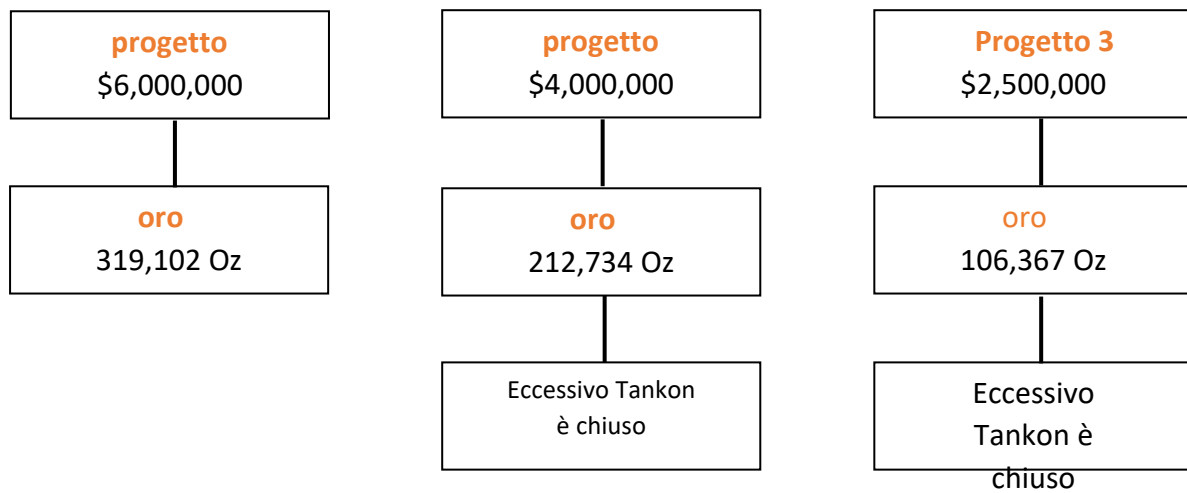 progetto
$6,000,000
oro
319,102 Oz
progetto
$4,000,000
oro
212,734 Oz
Eccessivo Tankon
è chiuso
Progetto 3
$2,500,000
oro
106,367 Oz
Eccessivo
Tankon è
chiuso